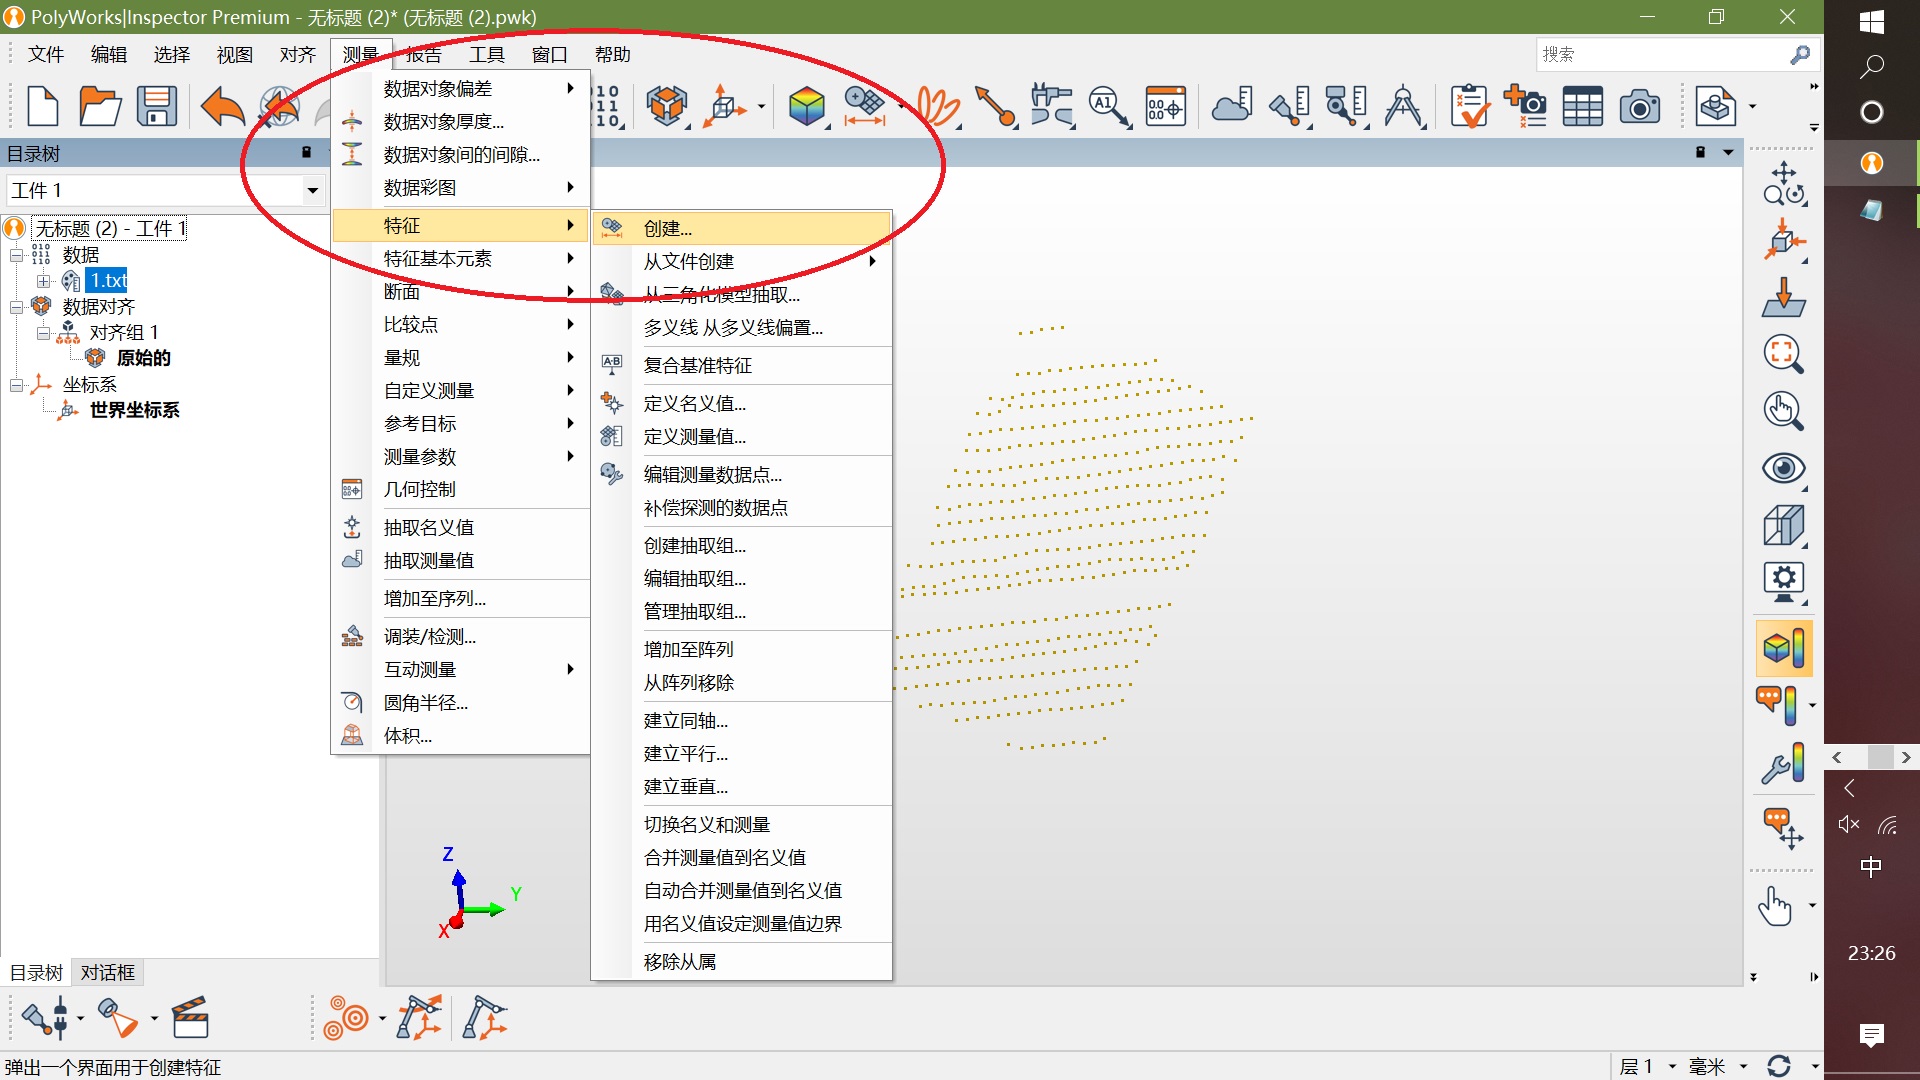 PolyWorks|Inspector Premium - 无标题 (2)* (无标题 (2).pwk)
文件 编辑 选择 视图 对齐 测量 报告 工具 窗口 帮助
搜索
目录树
工件 1
无标题 (2) - 工件 1
数据
1.txt
数据对齐
对齐组 1
原始的
坐标系
世界坐标系
数据对象偏差
数据对象厚度...
数据对象间的间隙...
数据彩图
特征
特征基本元素
断面
比较点
量规
自定义测量
参考目标
测量参数
几何控制
抽取名义值
抽取测量值
增加至序列...
调装/检测...
互动测量
圆角半径...
体积...
创建...
从文件创建
从三角化模型抽取...
多义线 从多义线偏置...
复合基准特征
定义名义值...
定义测量值...
编辑测量数据点...
补偿探测的数据点
创建抽取组...
编辑抽取组...
管理抽取组...
增加至阵列
从阵列移除
建立同轴...
建立平行...
建立垂直...
切换名义和测量
合并测量值到名义值
自动合并测量值到名义值
用名义值设定测量值边界
移除从属
Z
Y
X
目录树 对话框
弹出一个界面用于创建特征
层 1 毫米
中
23:26